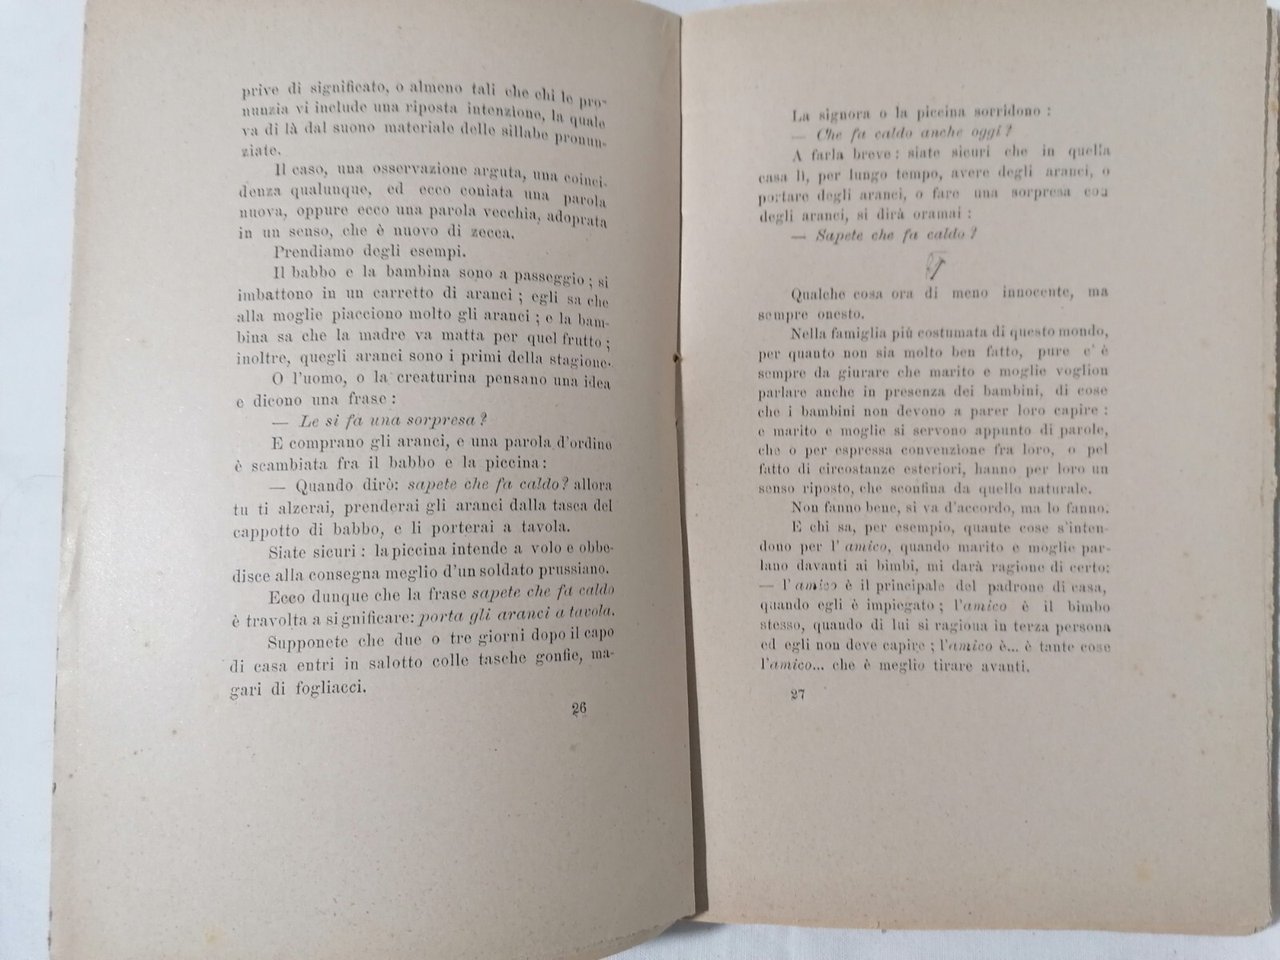 prive di significato, o almeno tali che chi le pro-
nunzia vi include una riposta intenzione, la quale
va di là dal suono materiale delle sillabe pronun-
ziate.
Il caso, una osservazione arguta, una coinci-
denza qualunque, ed ecco coniata una parola
nuova, oppure ecco una parola vecchia, adoprata
in un senso, che è nuovo di zecca.
Prendiamo degli esempi.
Il babbo e la bambina sono a passeggio ; si
imbattono in un carretto di aranci ; egli sa che
alla moglie piacciono molto gli aranci ; e la bam-
bina sa che la madre va matta per quel frutto ;
inoltre, quegli aranci sono i primi della stagione.
O l'uomo, o la creaturina pensano una idea
e dicono una frase :
— Le si fa una sorpresa ?
E comprano gli aranci, e una parola d'ordine
è scambiata fra il babbo e la piccina :
— Quando dirò: sapete che fa caldo? allora
tu ti alzerai, prenderai gli aranci dalla tasca del
cappotto di babbo, e li porterai a tavola.
Siate sicuri : la piccina intende a volo e obbe-
disce alla consegna meglio d'un soldato prussiano.
Ecco dunque che la frase sapete che fa caldo
è travolta a significare: porta gli aranci a tavola.
Supponete che due o tre giorni dopo il capo
di casa entri in salotto colle tasche gonfie, ma-
gari di fogliacci.
26
La signora o la piccina sorridono :
— Che fa caldo anche oggi ?
A farla breve : siate sicuri che in quella
casa lì, per lungo tempo, avere degli aranci, o
portare degli aranci, o fare una sorpresa con
degli aranci, si dirà oramai :
— Sapete che fa caldo ?
Qualche cosa ora di meno innocente, ma
sempre onesto.
Nella famiglia più costumata di questo mondo,
per quanto non sia molto ben fatto, pure c'è
sempre da giurare che marito e moglie voglion
parlare anche in presenza dei bambini, di cose
che i bambini non devono a parer loro capire :
e marito e moglie si servono appunto di parole,
che o per espressa convenzione fra loro, o pel
fatto di circostanze esteriori, hanno per loro un
senso riposto, che sconfina da quello naturale.
Non fanno bene, si va d'accordo, ma lo fanno.
E chi sa, per esempio, quante cose s'inten-
dono per l'amico, quando marito e moglie par-
lano davanti ai bimbi, mi darà ragione di certo:
— l'amico è il principale del padrone di casa,
quando egli è impiegato ; l'amico è il bimbo
stesso, quando di lui si ragioua in terza persona
ed egli non deve capire ; l'amico è... è tante cose
l'amico... che è meglio tirare avanti.
27